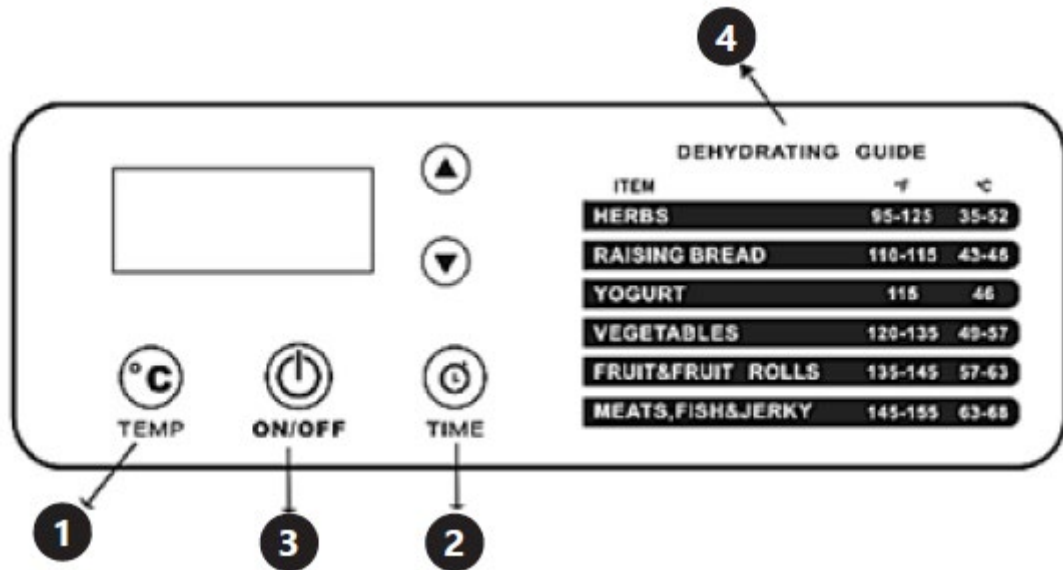 4
DEHYDRATING GUIDE
ITEM °F °C
HERBS 95-125 35-52
RAISING BREAD 110-115 43-46
YOGURT 115 46
VEGETABLES 120-135 49-57
FRUIT&FRUIT ROLLS 135-145 57-63
MEATS,FISH&JERKY 145-155 63-68
°C
TEMP ON/OFF TIME
1 3 2